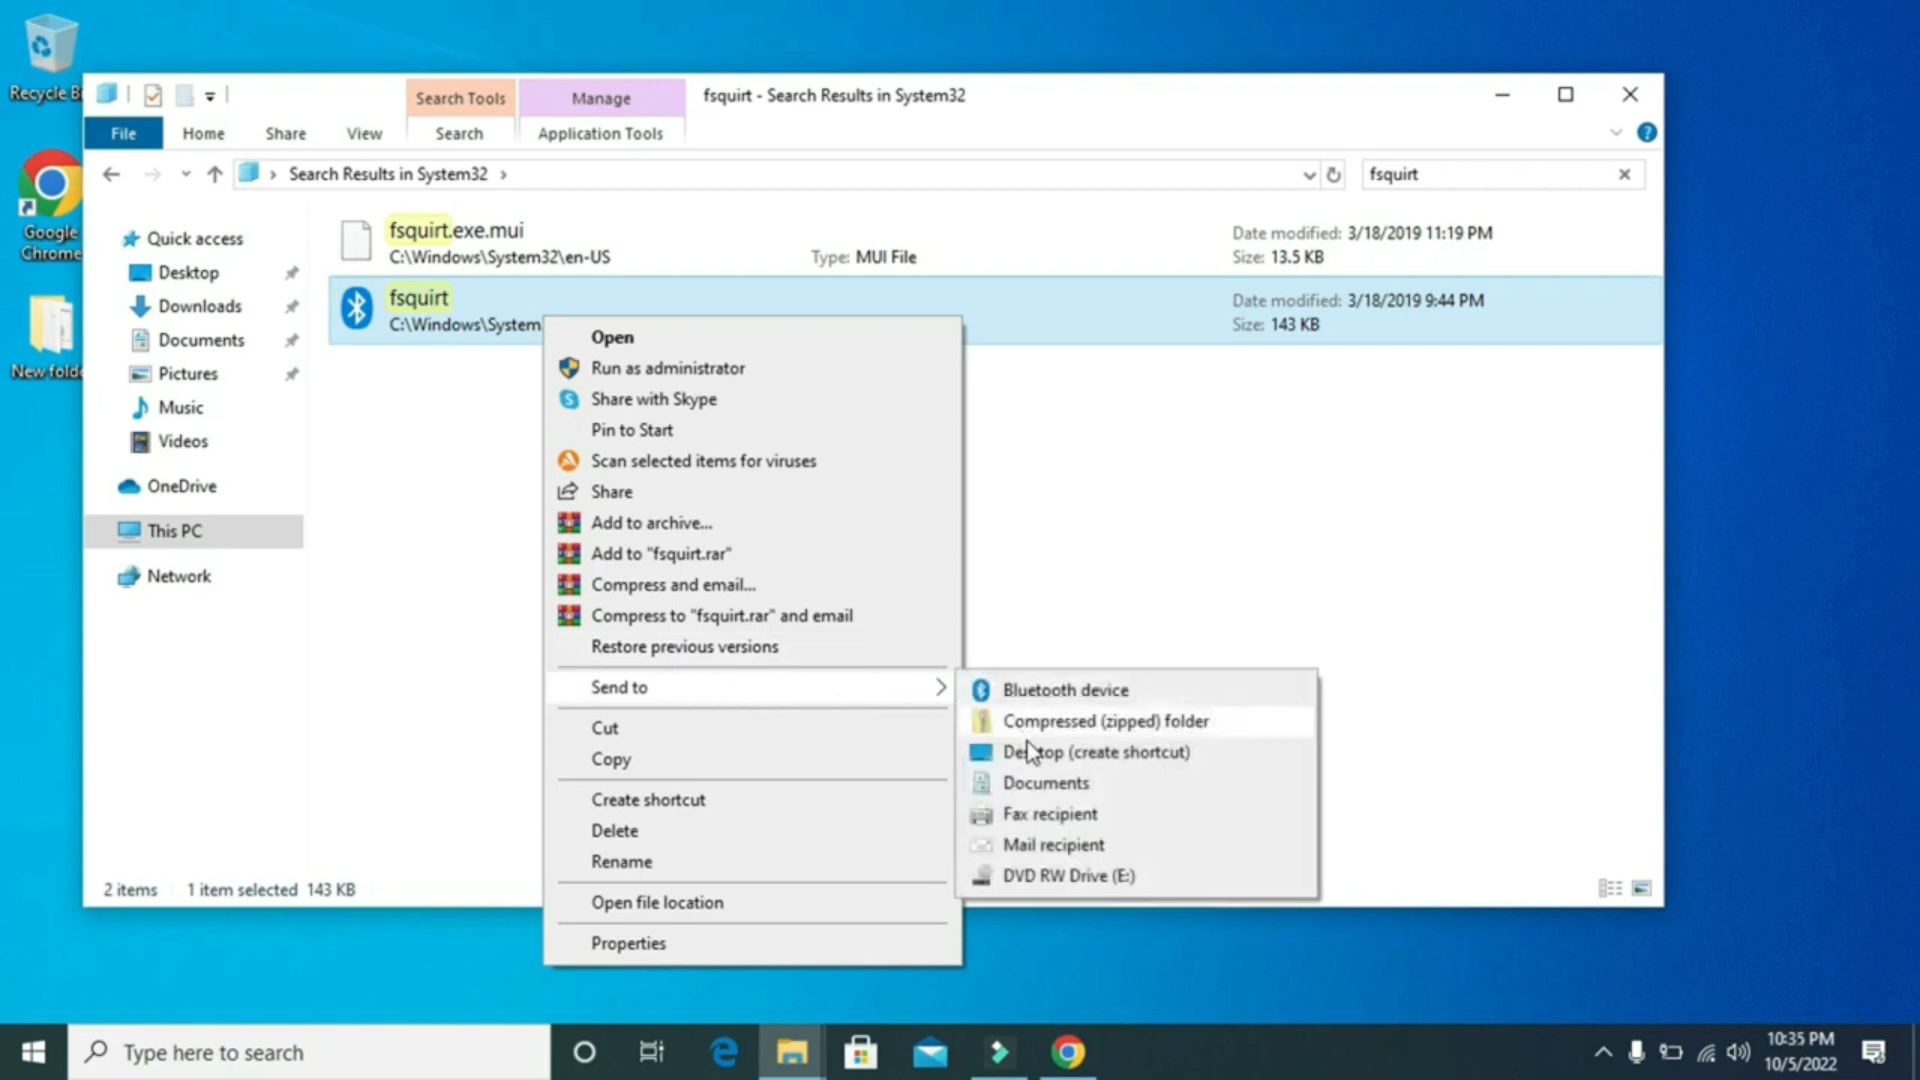 Recycle Bi
Google
Chrome
New folde
Search Tools
Manage
fsquirt - Search Results in System32
File
Home
Share
View
Search
Application Tools
Search Results in System32
fsquirt
Quick access
Desktop
Downloads
Documents
Pictures
Music
Videos
OneDrive
This PC
Network
fsquirt.exe.mui
C:\Windows\System32\en-US
Type: MUI File
Date modified: 3/18/2019 11:19 PM
Size: 13.5 KB
fsquirt
C:\Windows\System
Date modified: 3/18/2019 9:44 PM
Size: 143 KB
Open
Run as administrator
Share with Skype
Pin to Start
Scan selected items for viruses
Share
Add to archive...
Add to "fsquirt.rar"
Compress and email...
Compress to "fsquirt.rar" and email
Restore previous versions
Send to
Cut
Copy
Create shortcut
Delete
Rename
Open file location
Properties
Bluetooth device
Compressed (zipped) folder
Desktop (create shortcut)
Documents
Fax recipient
Mail recipient
DVD RW Drive (E:)
2 items
1 item selected 143 KB
Type here to search
10:35 PM
10/5/2022